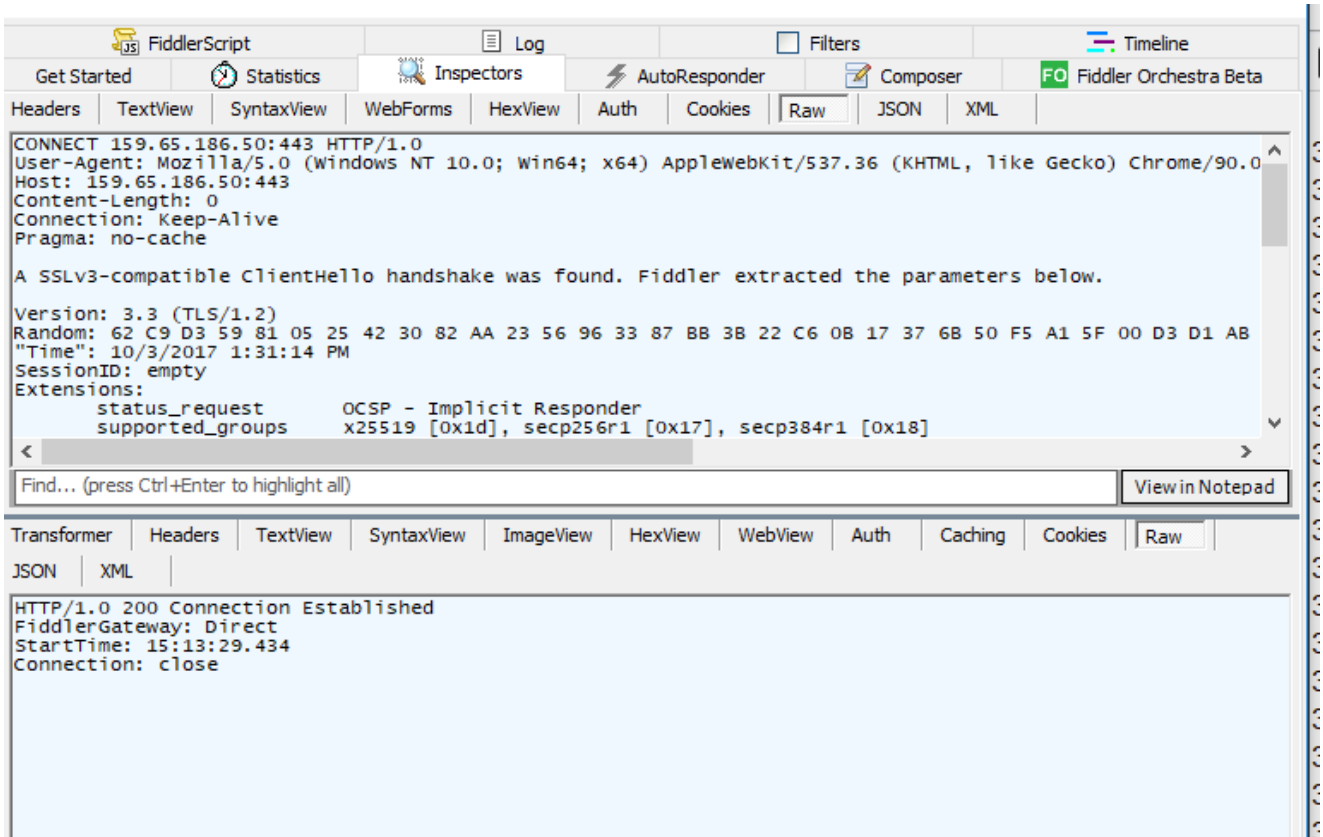 FiddlerScript Log Filters Timeline
Get Started Statistics Inspectors AutoResponder Composer FO Fiddler Orchestra Beta
Headers TextView SyntaxView WebForms HexView Auth Cookies Raw JSON XML
CONNECT 159.65.186.50:443 HTTP/1.0
User-Agent: Mozilla/5.0 (Windows NT 10.0; Win64; x64) AppleWebKit/537.36 (KHTML, like Gecko) Chrome/90.0
Host: 159.65.186.50:443
Content-Length: 0
Connection: Keep-Alive
Pragma: no-cache
A SSLv3-compatible ClientHello handshake was found. Fiddler extracted the parameters below.
Version: 3.3 (TLS/1.2)
Random: 62 C9 D3 59 81 05 25 42 30 82 AA 23 56 96 33 87 BB 3B 22 C6 0B 17 37 6B 50 F5 A1 5F 00 D3 D1 AB
"Time": 10/3/2017 1:31:14 PM
SessionID: empty
Extensions:
status_request OCSP - Implicit Responder
supported_groups x25519 [0x1d], secp256r1 [0x17], secp384r1 [0x18]
Find... (press Ctrl+Enter to highlight all) View in Notepad
Transformer Headers TextView SyntaxView ImageView HexView WebView Auth Caching Cookies Raw
JSON XML
HTTP/1.0 200 Connection Established
FiddlerGateway: Direct
StartTime: 15:13:29.434
Connection: close